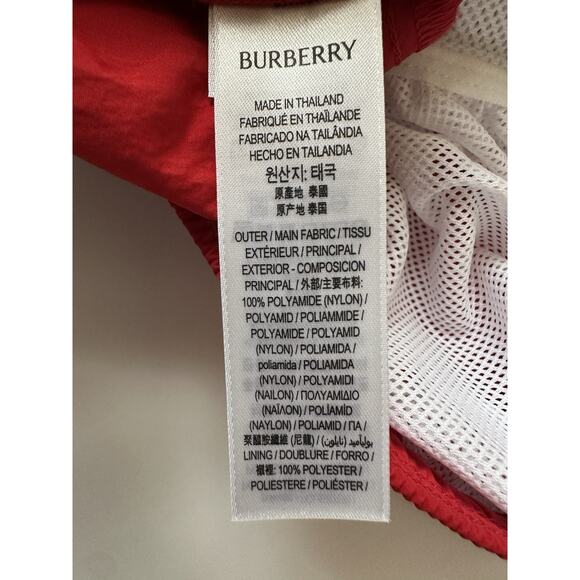 BURBERRY
MADE IN THAILAND
FABRIQUÉ EN THAÏLANDE
FABRICADO NA TAILÂNDIA
HECHO EN TAILANDIA
원산지: 태국
原產地 泰國
原产地 泰国
OUTER / MAIN FABRIC / TISSU
EXTÉRIEUR / PRINCIPAL /
EXTERIOR - COMPOSICION
PRINCIPAL / 外部/主要布料:
100% POLYAMIDE (NYLON) /
POLYAMID / POLIAMMIDE /
POLYAMIDE / POLYAMID
(NYLON) / POLIAMIDA /
poliamida / POLIAMIDA
(NYLON) / POLYAMIDI
(NAILON) / ΠΟΛΥΑΜΙΔΙΟ
(ΝΑΪΛΟΝ) / POLÍAMÍÐ
(NAYLON) / POLIAMID / ПА /
聚醯胺纖維 (尼龍) / بولياميد (نايلون) /
LINING / DOUBLURE / FORRO /
襯裡: 100% POLYESTER /
POLIESTERE / POLIÉSTER /